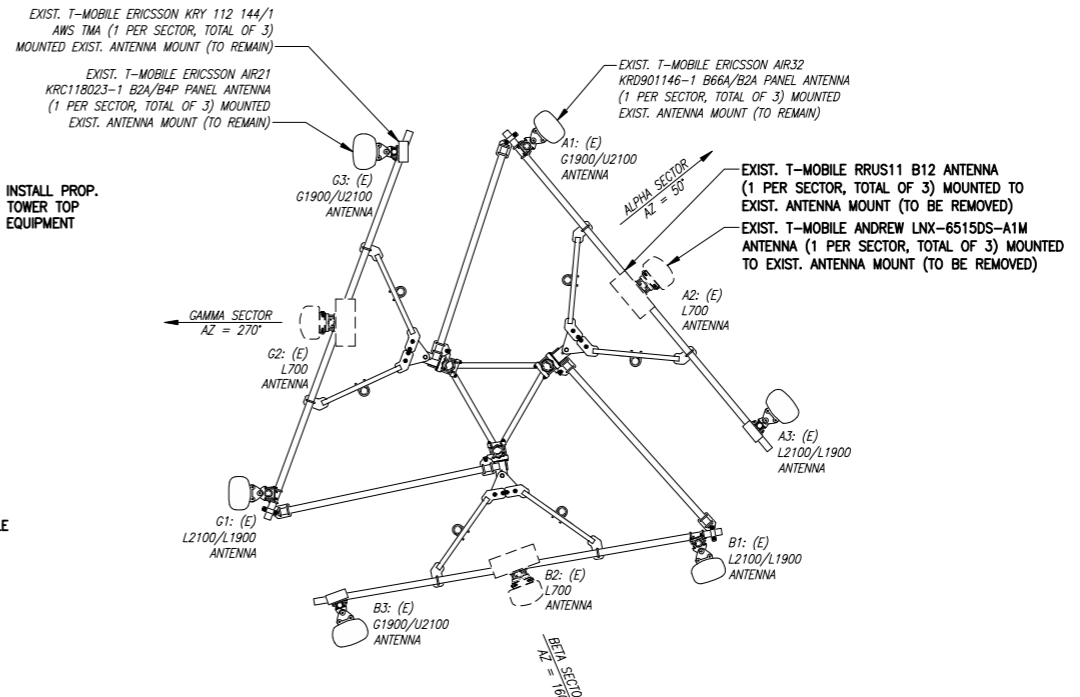 EXIST. T-MOBILE ERICSSON KRY 112 144/1
AWS TMA (1 PER SECTOR, TOTAL OF 3)
MOUNTED EXIST. ANTENNA MOUNT (TO REMAIN)
EXIST. T-MOBILE ERICSSON AIR21
KRC118023-1 B2A/B4P PANEL ANTENNA
(1 PER SECTOR, TOTAL OF 3) MOUNTED
EXIST. ANTENNA MOUNT (TO REMAIN)
EXIST. T-MOBILE ERICSSON AIR32
KRD901146-1 B66A/B2A PANEL ANTENNA
(1 PER SECTOR, TOTAL OF 3) MOUNTED
EXIST. ANTENNA MOUNT (TO REMAIN)
INSTALL PROP.
TOWER TOP
EQUIPMENT
G3: (E)
G1900/U2100
ANTENNA
A1: (E)
G1900/U2100
ANTENNA
ALPHA SECTOR
AZ = 50°
EXIST. T-MOBILE RRUS11 B12 ANTENNA
(1 PER SECTOR, TOTAL OF 3) MOUNTED TO
EXIST. ANTENNA MOUNT (TO BE REMOVED)
EXIST. T-MOBILE ANDREW LNX-6515DS-A1M
ANTENNA (1 PER SECTOR, TOTAL OF 3) MOUNTED
TO EXIST. ANTENNA MOUNT (TO BE REMOVED)
A2: (E)
L700
ANTENNA
GAMMA SECTOR
AZ = 270°
G2: (E)
L700
ANTENNA
A3: (E)
L2100/L1900
ANTENNA
G1: (E)
L2100/L1900
ANTENNA
B1: (E)
L2100/L1900
ANTENNA
B2: (E)
L700
ANTENNA
B3: (E)
G1900/U2100
ANTENNA
BETA SECTO
AZ = 16